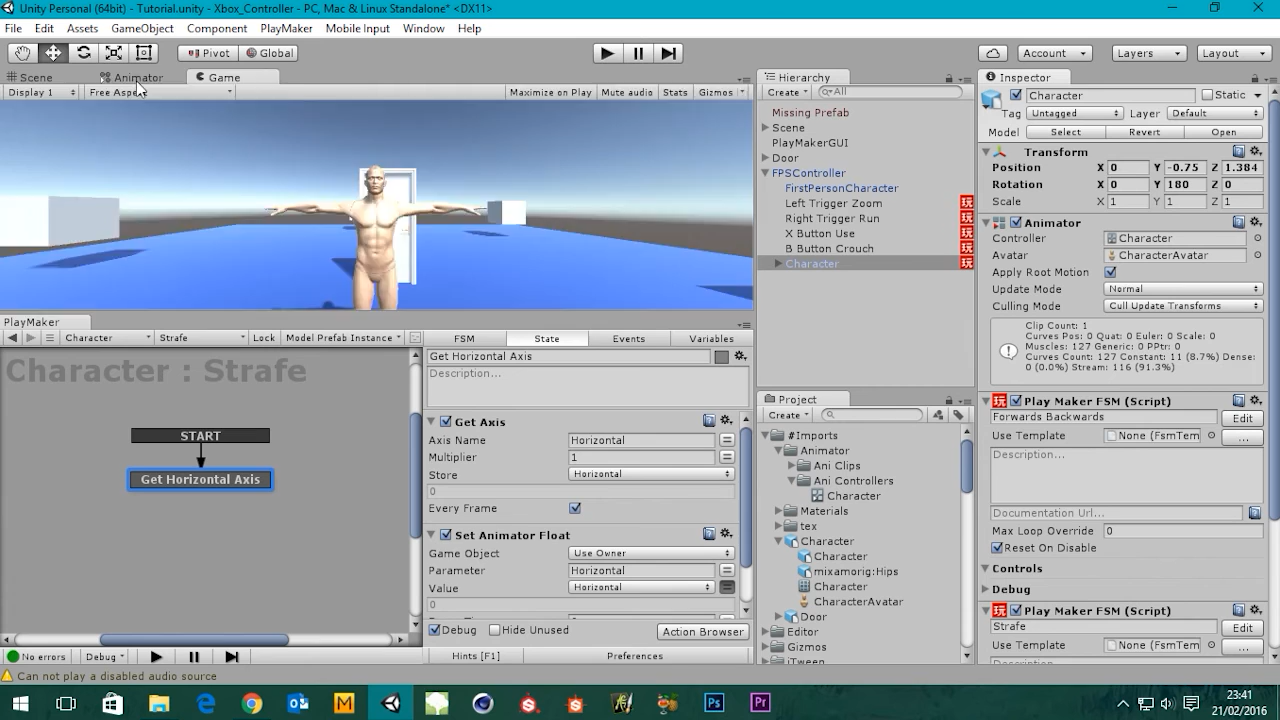 Unity Personal (64bit) - Tutorial.unity - Xbox_Controller - PC, Mac & Linux Standalone* <DX11>
File Edit Assets GameObject Component PlayMaker Mobile Input Window Help
Pivot Global Account Layers Layout
Scene Animator Game
Display 1 Free Aspe Maximize on Play Mute audio Stats Gizmos
Hierarchy
Create All
Missing Prefab
Scene
PlayMakerGUI
Door
FPSController
FirstPersonCharacter
Left Trigger Zoom
Right Trigger Run
X Button Use
B Button Crouch
Character
Inspector
Character Static
Tag Untagged Layer Default
Model Select Revert Open
Transform
Position X 0 Y -0.75 Z 1.384
Rotation X 0 Y 180 Z 0
Scale X 1 Y 1 Z 1
Animator
Controller Character
Avatar CharacterAvatar
Apply Root Motion
Update Mode Normal
Culling Mode Cull Update Transforms
Clip Count: 1
Curves Pos: 0 Quat: 0 Euler: 0 Scale: 0
Muscles: 127 Generic: 0 PPtr: 0
Curves Count: 127 Constant: 11 (8.7%) Dense:
0 (0.0%) Stream: 116 (91.3%)
Play Maker FSM (Script)
Forwards Backwards Edit
Use Template None (FsmTem ...
Description...
Documentation Url...
Max Loop Override 0
Reset On Disable
Controls
Debug
Play Maker FSM (Script)
Strafe Edit
Use Template None (FsmTem ...
PlayMaker
Character Strafe Lock Model Prefab Instance
Character : Strafe
START
Get Horizontal Axis
FSM State Events Variables
Get Horizontal Axis
Description...
Get Axis
Axis Name Horizontal
Multiplier 1
Store Horizontal
0
Every Frame
Set Animator Float
Game Object Use Owner
Parameter Horizontal
Value Horizontal
0
Debug Hide Unused Action Browser
No errors Debug Hints [F1] Preferences
Project
Create
#Imports
Animator
Ani Clips
Ani Controllers
Character
Materials
tex
Character
Character
mixamorig:Hips
Character
CharacterAvatar
Door
Editor
Gizmos
iTween
Can not play a disabled audio source
Ps Pr
23:41
21/02/2016